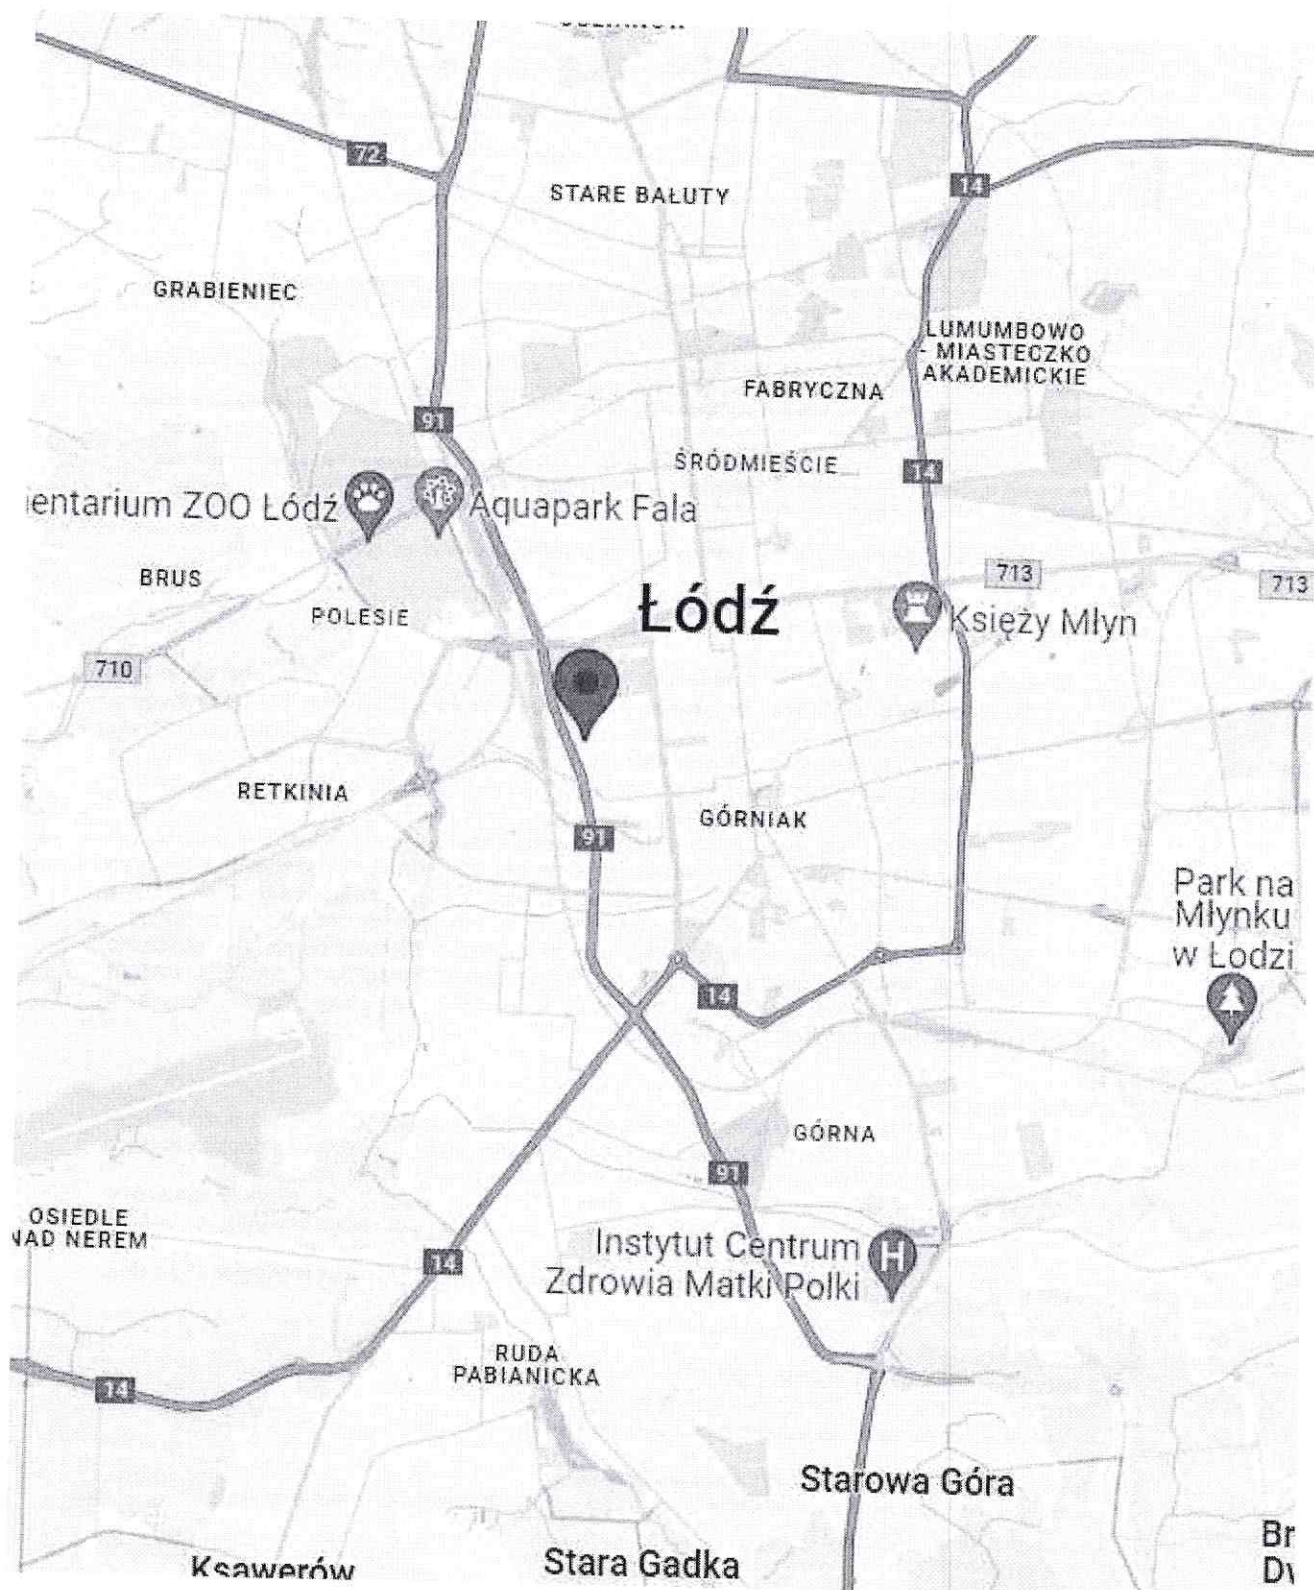 72
STARE BAŁUTY
14
GRABIENIEC
LUMUMBOWO
- MIASTECZKO
AKADEMICKIE
FABRYCZNA
91
ŚRÓDMIEŚCIE
14
ientarium ZOO Łódź
Aquapark Fala
BRUS
713
713
POLESIE
Łódź
Księży Młyn
710
RETKINIA
GÓRNIAK
91
Park na
Młynku
w Łodzi
14
GÓRNA
91
OSIEDLE
NAD NEREM
Instytut Centrum
Zdrowia Matki Polki
H
14
RUDA
PABIANICKA
14
Starowa Góra
Ksawerów
Stara Gadka
Br